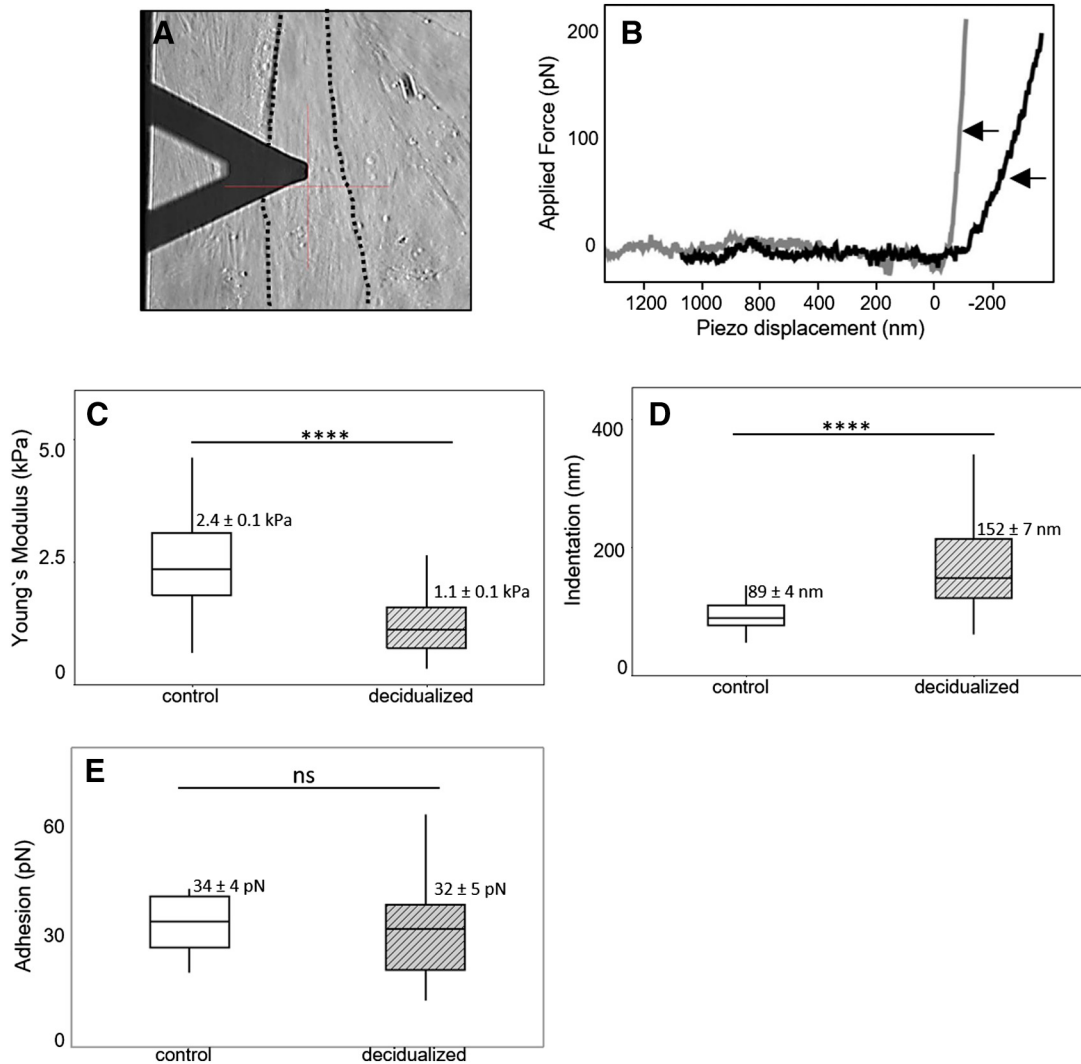 A
B
200
100
0
Applied Force (pN)
1200 1000 800 600 400 200 0 -200
Piezo displacement (nm)
C
****
5.0
2.5
0
Young`s Modulus (kPa)
2.4 ± 0.1 kPa
1.1 ± 0.1 kPa
control decidualized
D
****
400
200
0
Indentation (nm)
89 ± 4 nm
152 ± 7 nm
control decidualized
E
ns
60
30
0
Adhesion (pN)
34 ± 4 pN
32 ± 5 pN
control decidualized